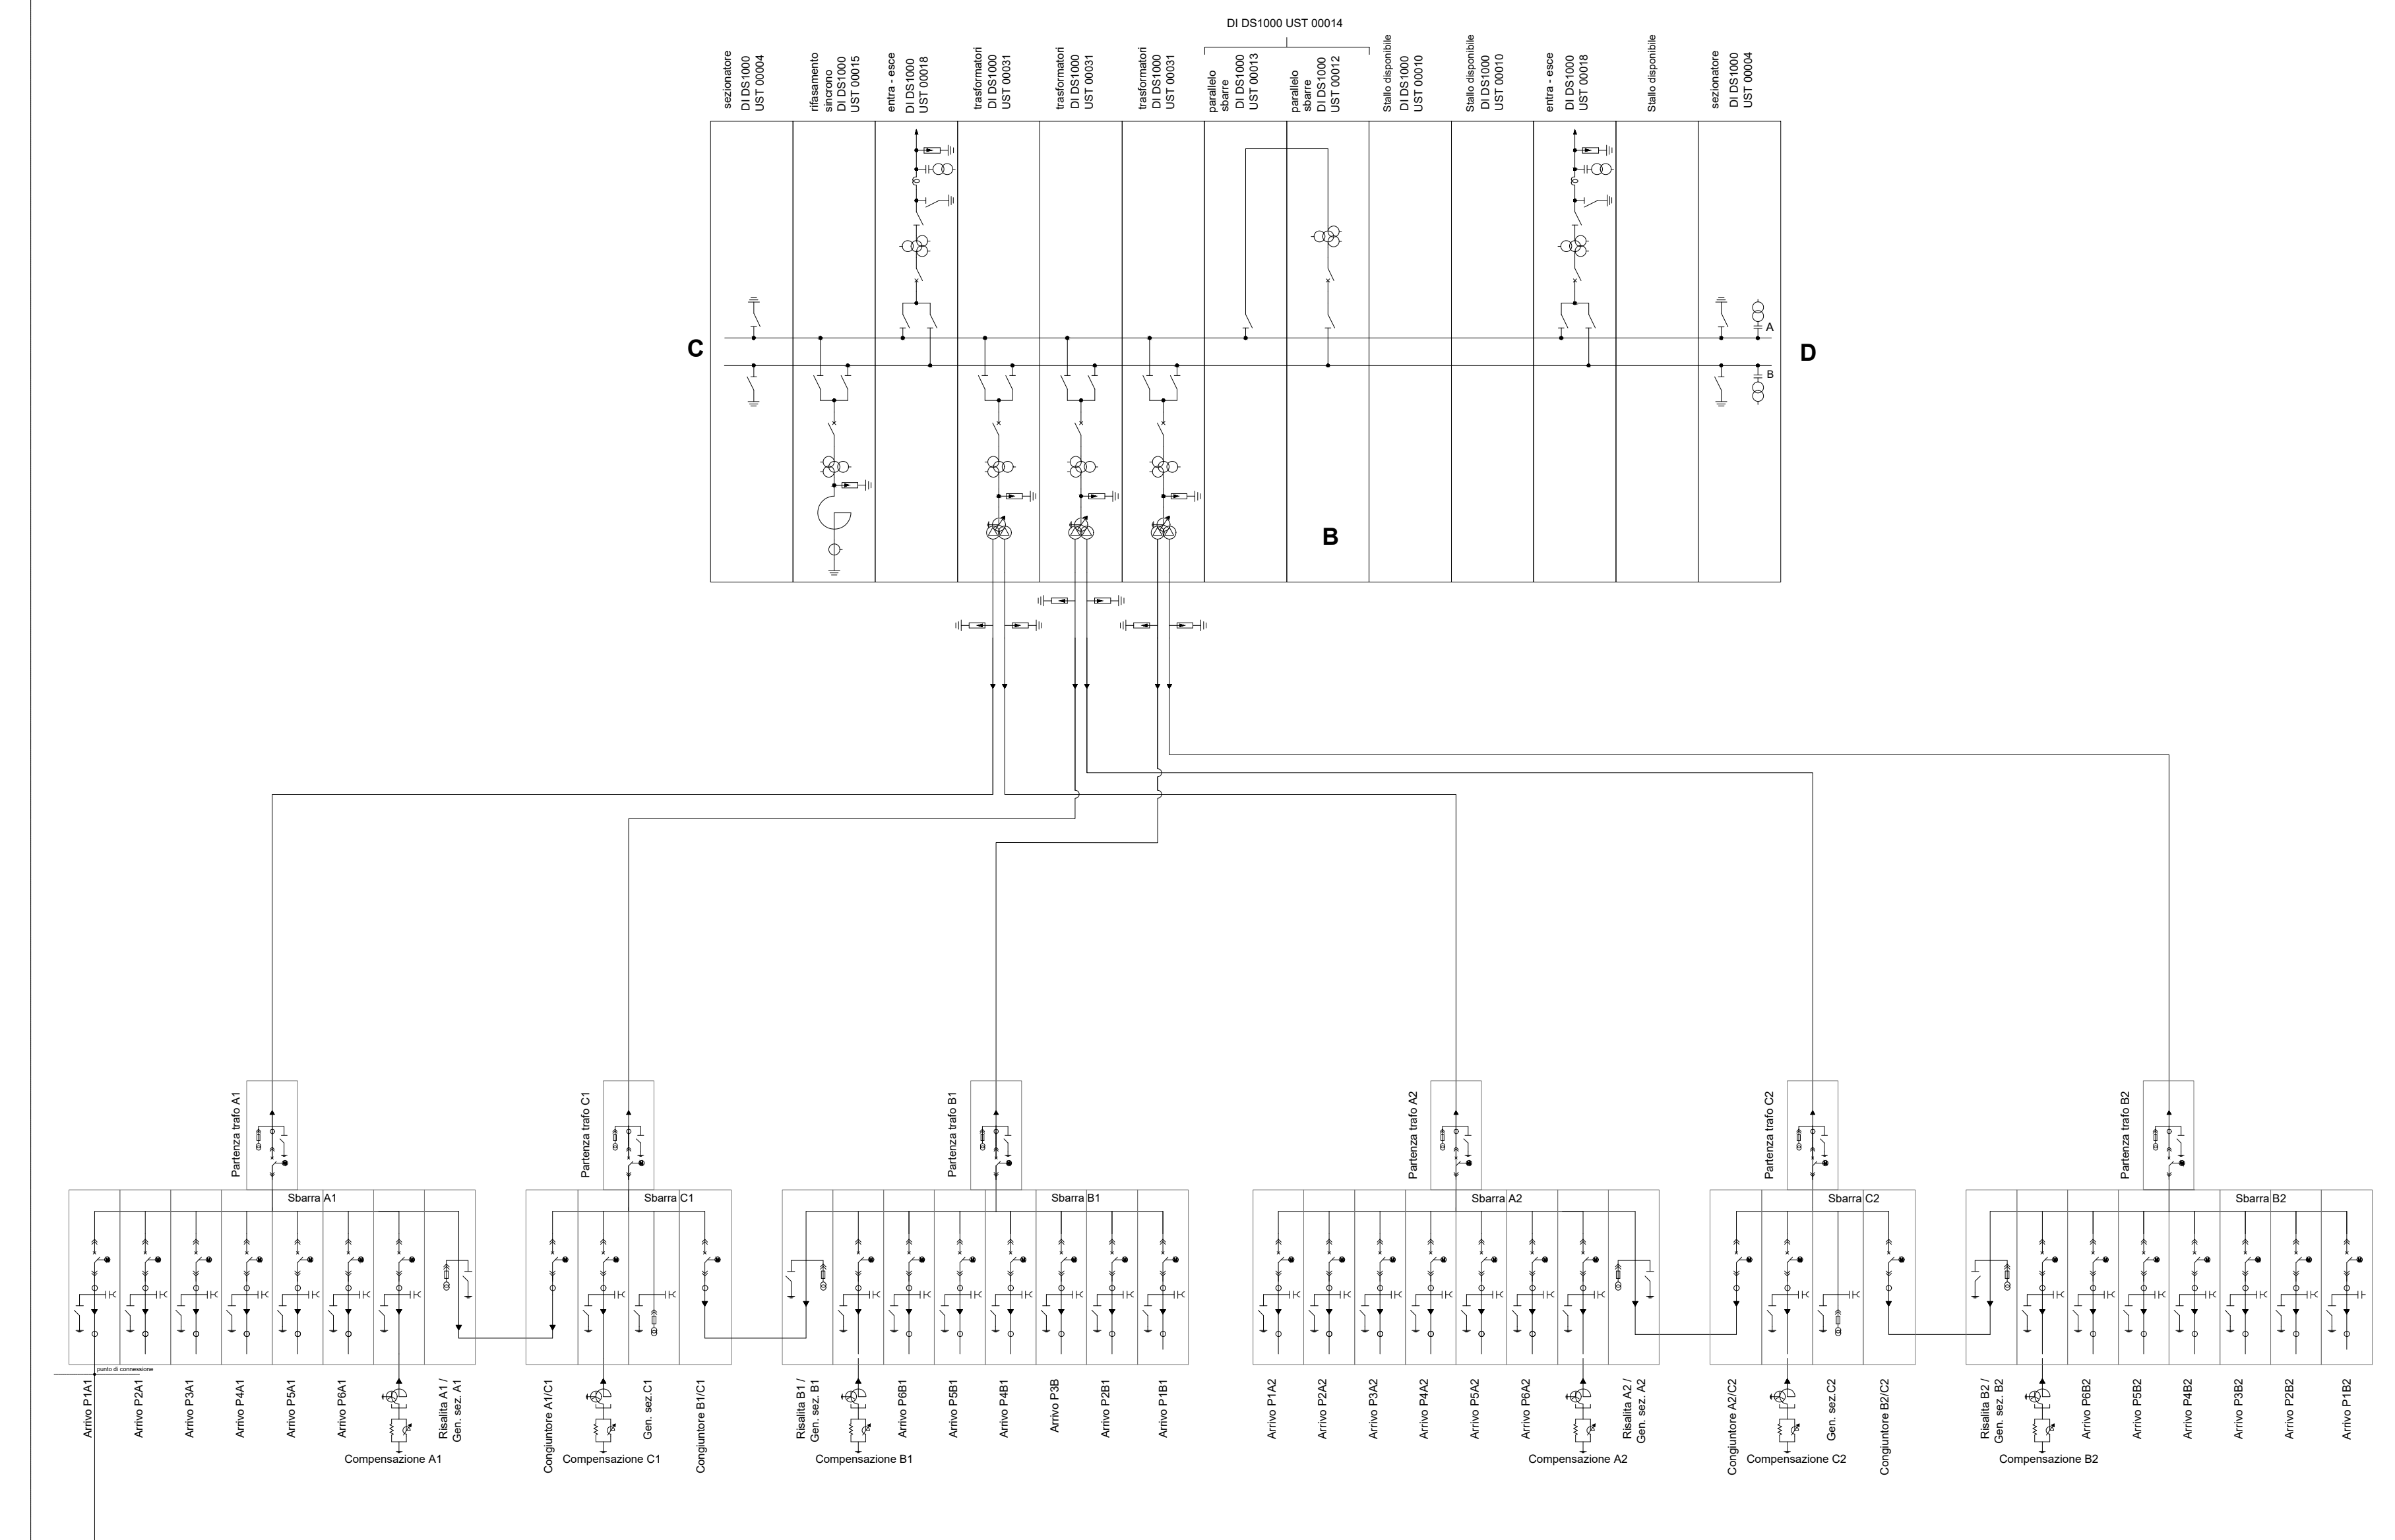 DI DS1000 UST 00014
sezionatore
DI DS1000
UST 00004
rifasamento
sincrono
DI DS1000
UST 00015
entra - esce
DI DS1000
UST 00018
trasformatori
DI DS1000
UST 00031
trasformatori
DI DS1000
UST 00031
trasformatori
DI DS1000
UST 00031
parallelo
sbarre
DI DS1000
UST 00013
parallelo
sbarre
DI DS1000
UST 00012
Stallo disponibile
DI DS1000
UST 00010
Stallo disponibile
DI DS1000
UST 00010
entra - esce
DI DS1000
UST 00018
Stallo disponibile
sezionatore
DI DS1000
UST 00004
A
C
D
B
B
Partenza trafo A1
Partenza trafo C1
Partenza trafo B1
Partenza trafo A2
Partenza trafo C2
Partenza trafo B2
Sbarra A1
Sbarra C1
Sbarra B1
Sbarra A2
Sbarra C2
Sbarra B2
punto di connessione
Arrivo P1A1
Arrivo P2A1
Arrivo P3A1
Arrivo P4A1
Arrivo P5A1
Arrivo P6A1
Compensazione A1
Risalita A1 /
Gen. sez. A1
Congiuntore A1/C1
Compensazione C1
Gen. sez.C1
Congiuntore B1/C1
Risalita B1 /
Gen. sez. B1
Compensazione B1
Arrivo P6B1
Arrivo P5B1
Arrivo P4B1
Arrivo P3B
Arrivo P2B1
Arrivo P1B1
Arrivo P1A2
Arrivo P2A2
Arrivo P3A2
Arrivo P4A2
Arrivo P5A2
Arrivo P6A2
Compensazione A2
Risalita A2 /
Gen. sez. A2
Congiuntore A2/C2
Compensazione C2
Gen. sez.C2
Congiuntore B2/C2
Risalita B2 /
Gen. sez. B2
Compensazione B2
Arrivo P6B2
Arrivo P5B2
Arrivo P4B2
Arrivo P3B2
Arrivo P2B2
Arrivo P1B2